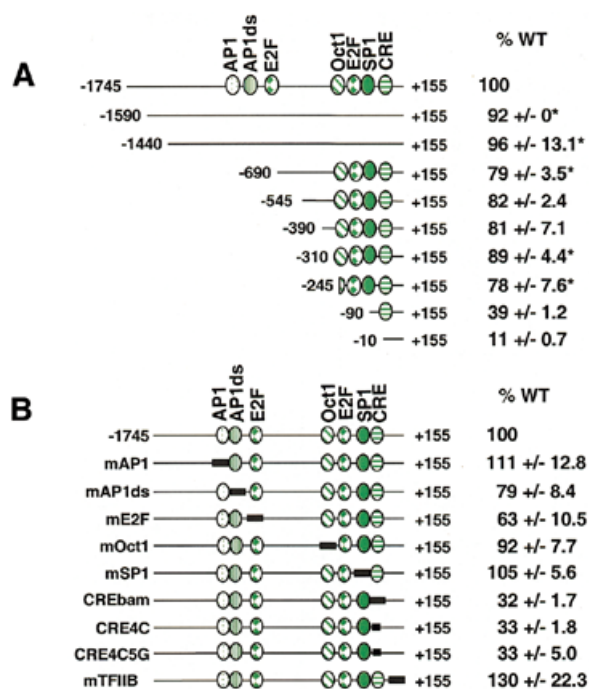 A
AP1 AP1ds E2F Oct1 E2F SP1 CRE % WT
-1745 +155 100
-1590 +155 92 +/- 0*
-1440 +155 96 +/- 13.1*
-690 +155 79 +/- 3.5*
-545 +155 82 +/- 2.4
-390 +155 81 +/- 7.1
-310 +155 89 +/- 4.4*
-245 +155 78 +/- 7.6*
-90 +155 39 +/- 1.2
-10 +155 11 +/- 0.7
B
AP1 AP1ds E2F Oct1 E2F SP1 CRE % WT
-1745 +155 100
mAP1 +155 111 +/- 12.8
mAP1ds +155 79 +/- 8.4
mE2F +155 63 +/- 10.5
mOct1 +155 92 +/- 7.7
mSP1 +155 105 +/- 5.6
CREbam +155 32 +/- 1.7
CRE4C +155 33 +/- 1.8
CRE4C5G +155 33 +/- 5.0
mTFIIB +155 130 +/- 22.3